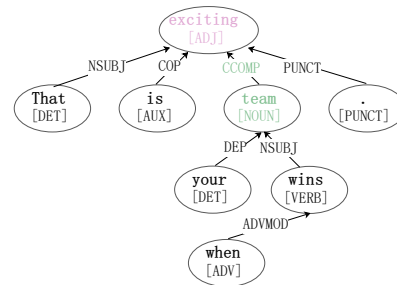 exciting
[ADJ]
NSUBJ COP CCOMP PUNCT
That is team .
[DET] [AUX] [NOUN] [PUNCT]
DEP NSUBJ
your wins
[DET] [VERB]
ADVMOD
when
[ADV]